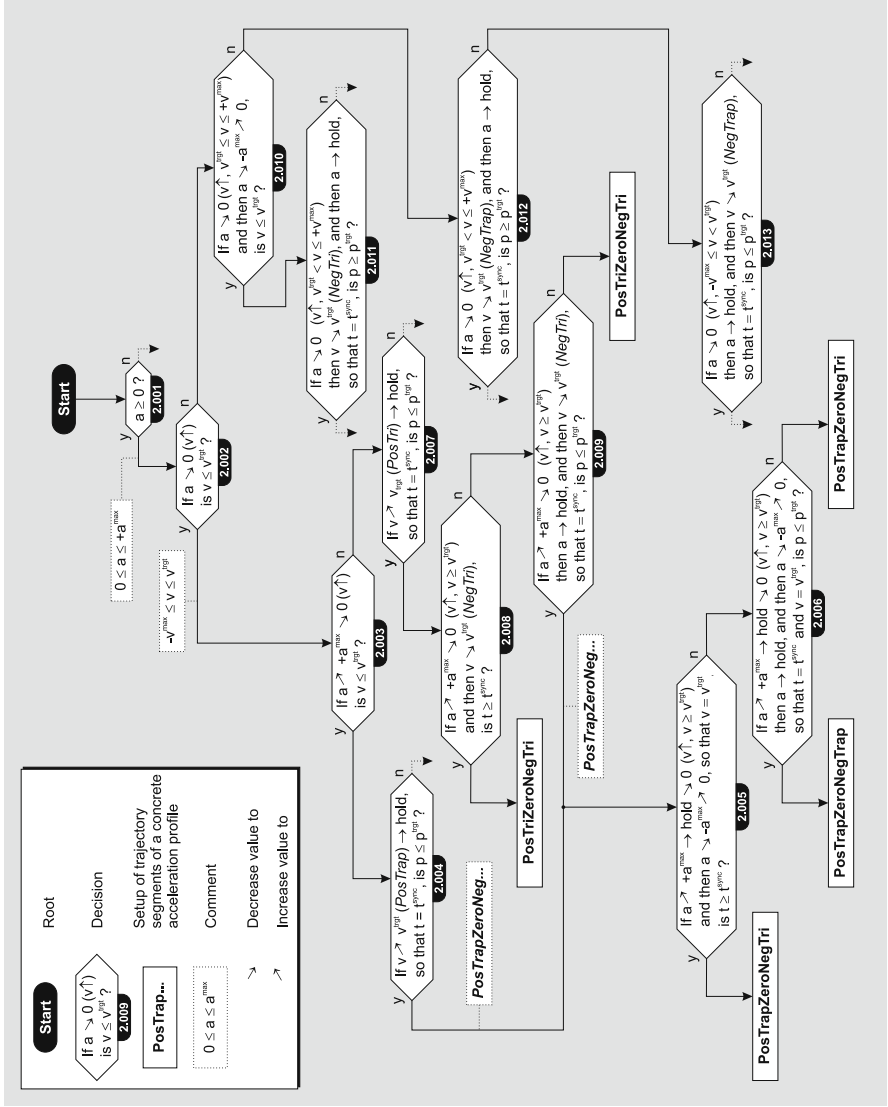 Start
Root
If a ↘ 0 (v↑)
is v ≤ v^trgt ?
2.009
Decision
PosTrap...
Setup of trajectory
segments of a concrete
acceleration profile
0 ≤ a ≤ a^max
Comment
↘ Decrease value to
↗ Increase value to
Start
a ≥ 0 ?
2.001
y
n
0 ≤ a ≤ +a^max
If a ↘ 0 (v↑)
is v ≤ v^trgt ?
2.002
y
n
-v^max ≤ v ≤ v^trgt
If a ↗ +a^max ↘ 0 (v↑)
is v ≤ v^trgt ?
2.003
y
n
If v ↗ v^trgt (PosTrap) → hold,
so that t = t^sync, is p ≤ p^trgt ?
2.004
y
n
PosTrapZeroNeg...
If a ↗ +a^max → hold ↘ 0 (v↑, v ≥ v^trgt)
and then a ↘ -a^max ↗ 0, so that v = v^trgt,
is t ≥ t^sync ?
2.005
y
n
PosTrapZeroNegTri
If a ↗ +a^max → hold ↘ 0 (v↑, v ≥ v^trgt)
then a → hold, and then a ↘ -a^max ↗ 0,
so that t = t^sync and v = v^trgt, is p ≤ p^trgt ?
2.006
y
n
PosTrapZeroNegTrap
PosTrapZeroNegTri
If v ↗ v_trgt (PosTri) → hold,
so that t = t^sync, is p ≤ p^trgt ?
2.007
y
n
If a ↗ +a^max ↘ 0 (v↑, v ≥ v^trgt)
and then v ↘ v^trgt (NegTri),
is t ≥ t^sync ?
2.008
y
n
PosTriZeroNegTri
If a ↗ +a^max ↘ 0 (v↑, v ≥ v^trgt)
then a → hold, and then v ↘ v^trgt (NegTri),
so that t = t^sync, is p ≤ p^trgt ?
2.009
y
n
PosTrapZeroNeg...
PosTriZeroNegTri
If a ↘ 0 (v↑, v^trgt ≤ v ≤ +v^max)
and then a ↘ -a^max ↗ 0,
is v ≤ v^trgt ?
2.010
y
n
If a ↘ 0 (v↑, v^trgt < v ≤ +v^max)
then v ↘ v^trgt (NegTri), and then a → hold,
so that t = t^sync, is p ≥ p^trgt ?
2.011
y
n
If a ↘ 0 (v↑, v^trgt < v ≤ +v^max)
then v ↘ v^trgt (NegTrap), and then a → hold,
so that t = t^sync, is p ≥ p^trgt ?
2.012
y
n
If a ↘ 0 (v↑, -v^max ≤ v < v^trgt)
then a → hold, and then v ↘ v^trgt (NegTrap),
so that t = t^sync, is p ≤ p^trgt ?
2.013
y
n